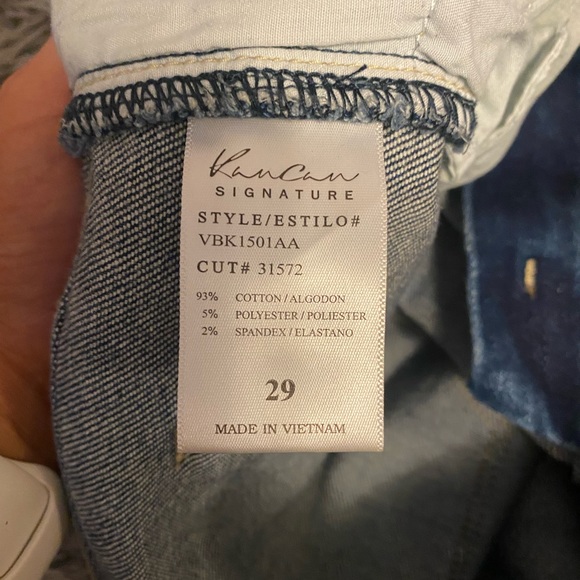 KanCan
SIGNATURE
STYLE/ESTILO#
VBK1501AA
CUT# 31572
93% COTTON / ALGODON
5% POLYESTER / POLIESTER
2% SPANDEX / ELASTANO
29
MADE IN VIETNAM